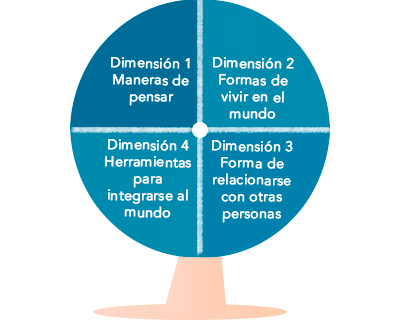 Dimensión 1
Maneras de
pensar
Dimensión 2
Formas de
vivir en el
mundo
Dimensión 4
Herramientas
para
integrarse al
mundo
Dimensión 3
Forma de
relacionarse
con otras
personas